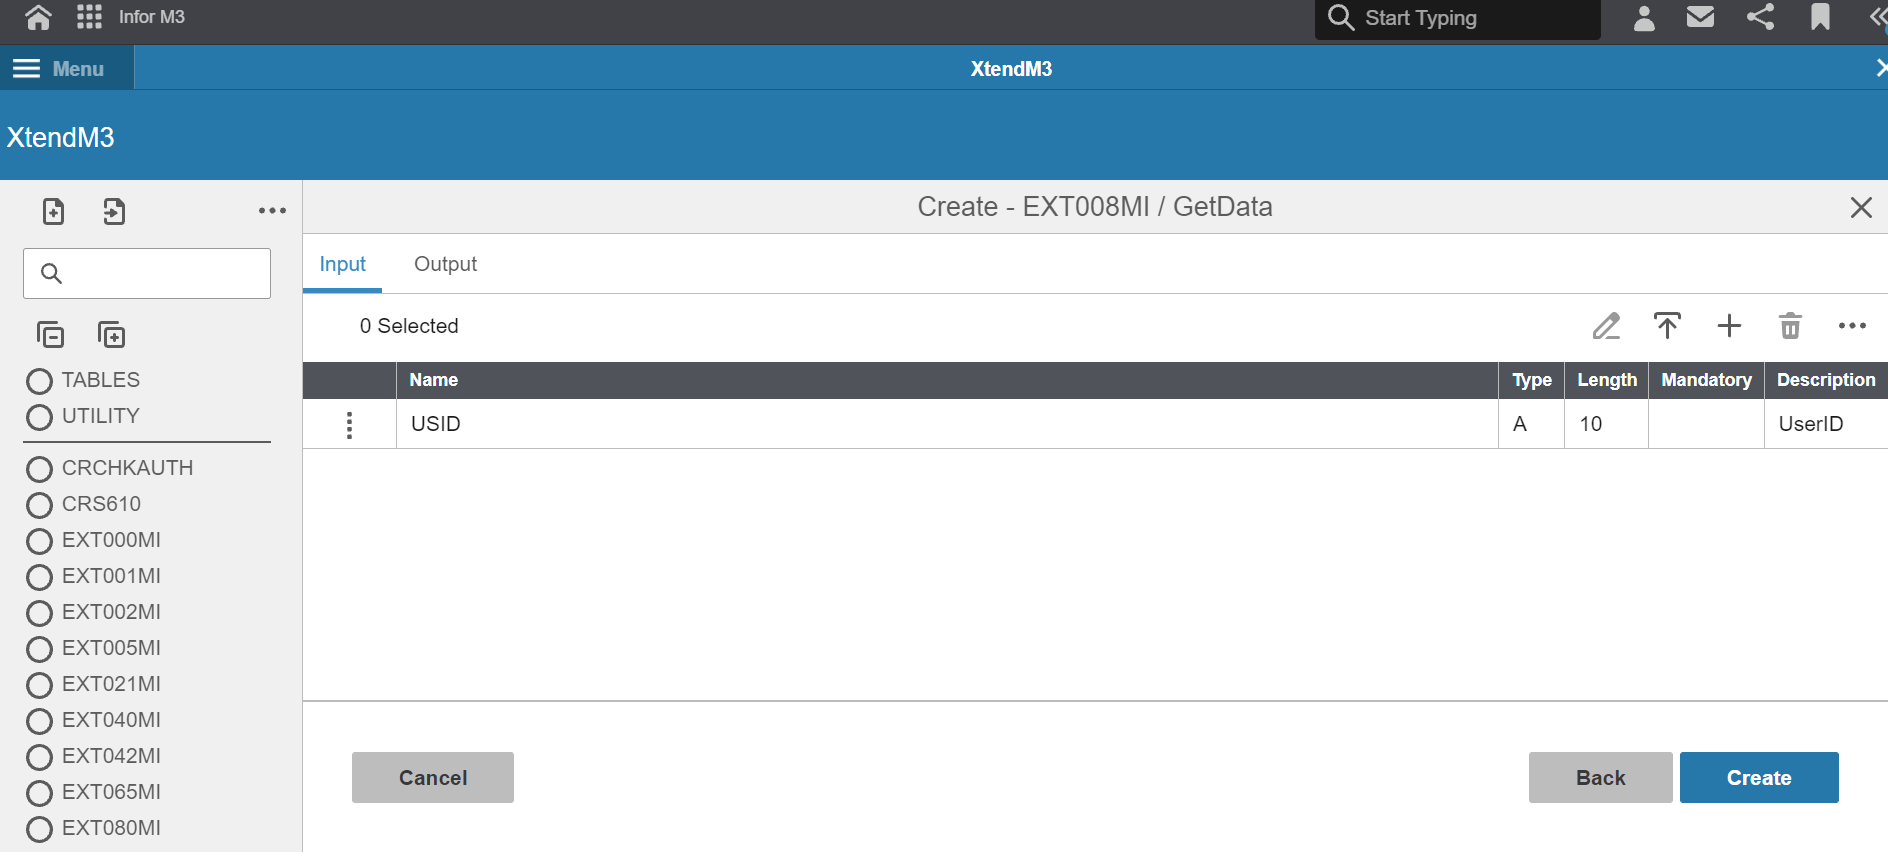 Infor M3
Start Typing
Menu
XtendM3
XtendM3
Create - EXT008MI / GetData
Input Output
0 Selected
Name Type Length Mandatory Description
USID A 10 UserID
TABLES
UTILITY
CRCHKAUTH
CRS610
EXT000MI
EXT001MI
EXT002MI
EXT005MI
EXT021MI
EXT040MI
EXT042MI
EXT065MI
EXT080MI
Cancel Back Create